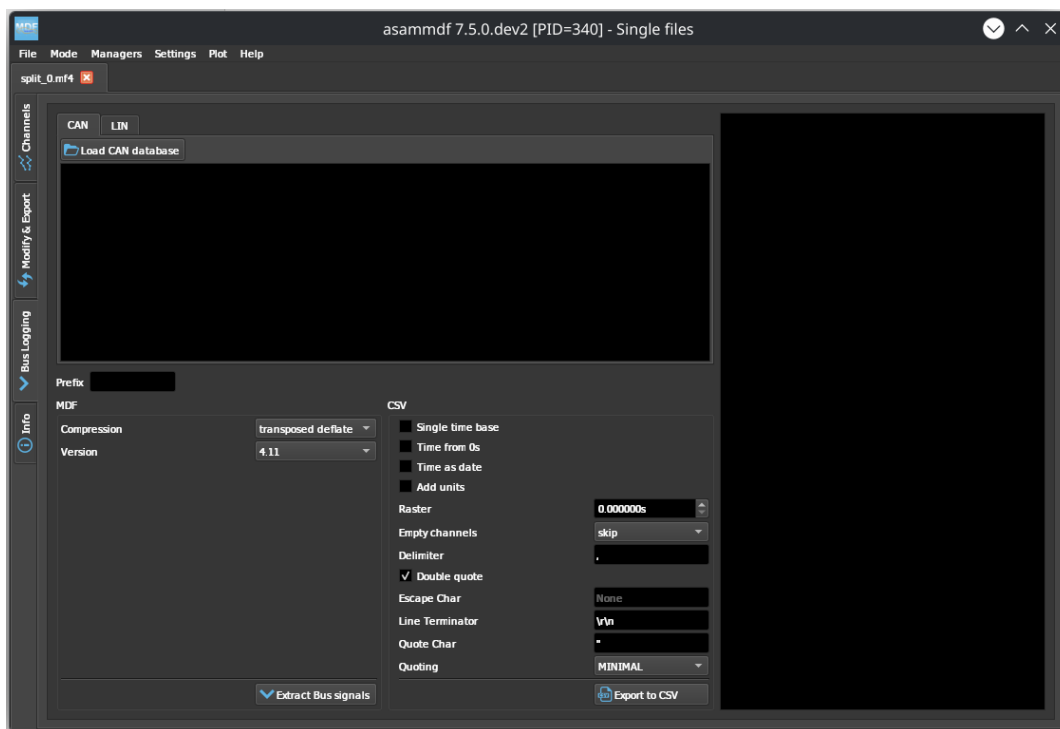 MDF
asammdf 7.5.0.dev2 [PID=340] - Single files
File Mode Managers Settings Plot Help
split_0.mf4
Channels
Modify & Export
Bus Logging
Info
CAN LIN
Load CAN database
Prefix
MDF
Compression transposed deflate
Version 4.11
Extract Bus signals
CSV
Single time base
Time from 0s
Time as date
Add units
Raster 0.000000s
Empty channels skip
Delimiter ,
Double quote
Escape Char None
Line Terminator \r\n
Quote Char "
Quoting MINIMAL
Export to CSV